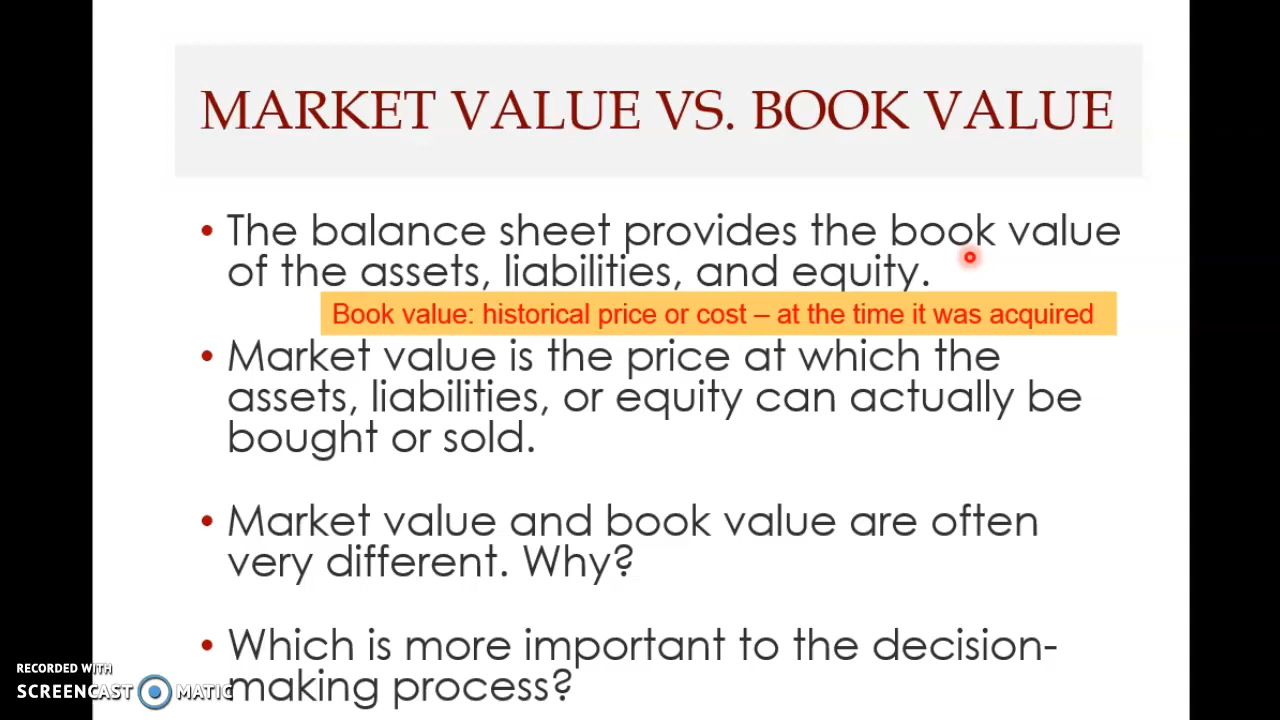 MARKET VALUE VS. BOOK VALUE
• The balance sheet provides the book value
of the assets, liabilities, and equity.
Book value: historical price or cost – at the time it was acquired
• Market value is the price at which the
assets, liabilities, or equity can actually be
bought or sold.
• Market value and book value are often
very different. Why?
• Which is more important to the decision-
making process?
RECORDED WITH
SCREENCAST MATIC